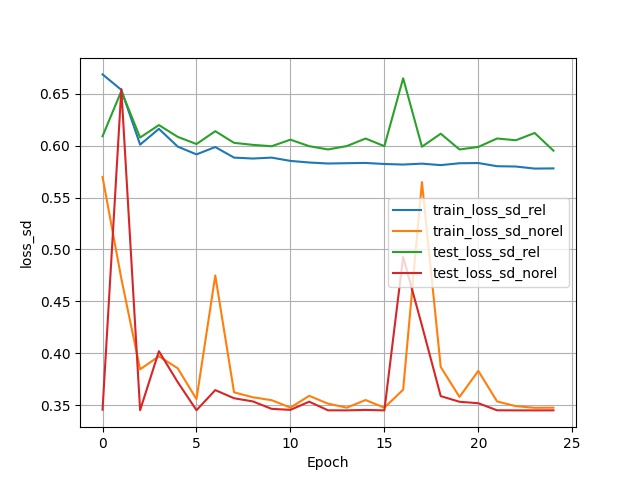 0.65
0.60
0.55
0.50
0.45
0.40
0.35
loss_sd
train_loss_sd_rel
train_loss_sd_norel
test_loss_sd_rel
test_loss_sd_norel
0 5 10 15 20 25
Epoch